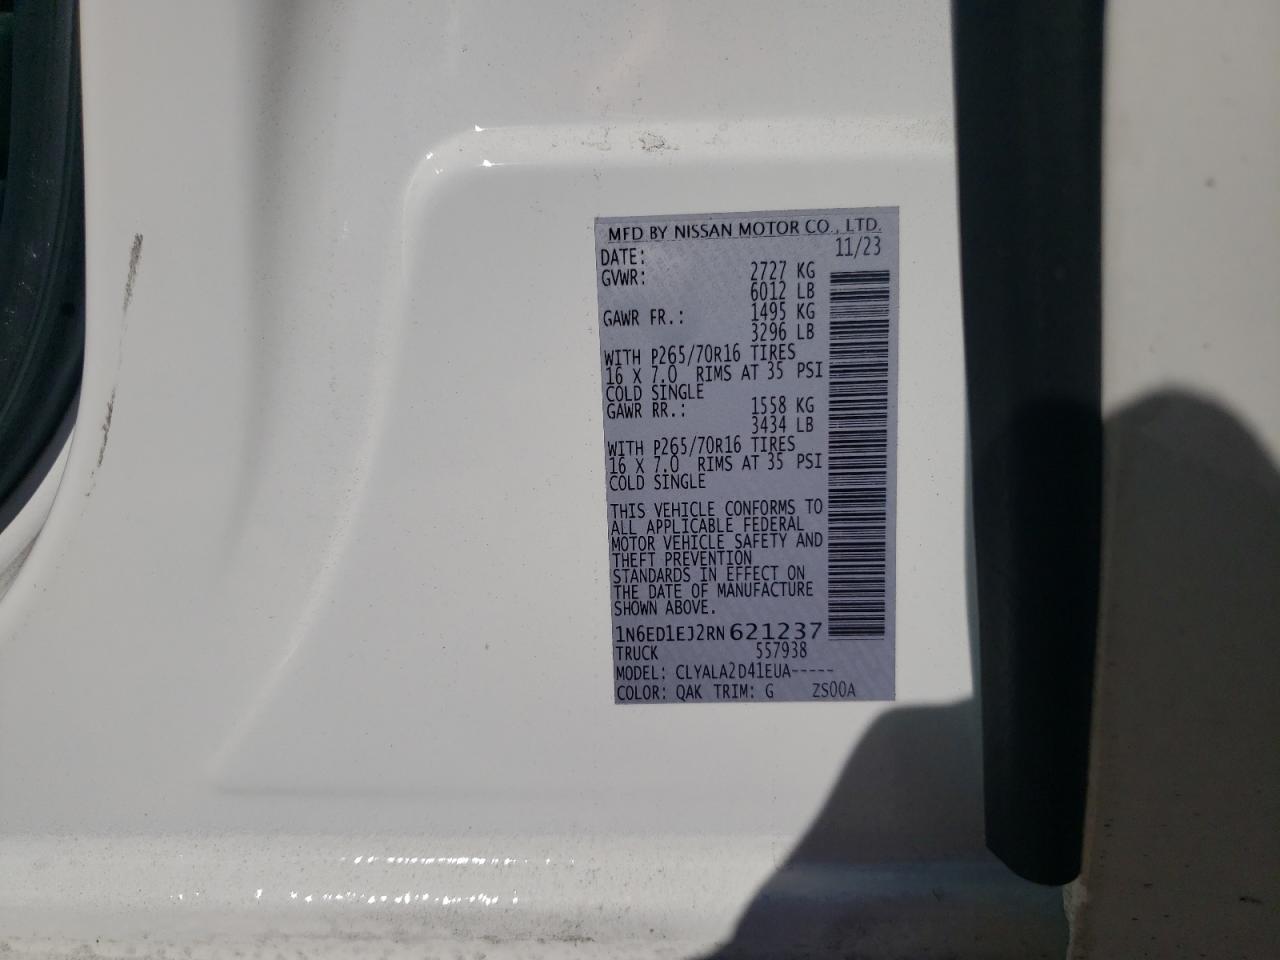 MFD BY NISSAN MOTOR CO., LTD.
DATE: 11/23
GVWR: 2727 KG
6012 LB
GAWR FR.: 1495 KG
3296 LB
WITH P265/70R16 TIRES
16 X 7.0 RIMS AT 35 PSI
COLD SINGLE
GAWR RR.: 1558 KG
3434 LB
WITH P265/70R16 TIRES
16 X 7.0 RIMS AT 35 PSI
COLD SINGLE
THIS VEHICLE CONFORMS TO
ALL APPLICABLE FEDERAL
MOTOR VEHICLE SAFETY AND
THEFT PREVENTION
STANDARDS IN EFFECT ON
THE DATE OF MANUFACTURE
SHOWN ABOVE.
1N6ED1EJ2RN621237
TRUCK 557938
MODEL: CLYALA2D41EUA-----
COLOR: QAK TRIM: G ZS00A